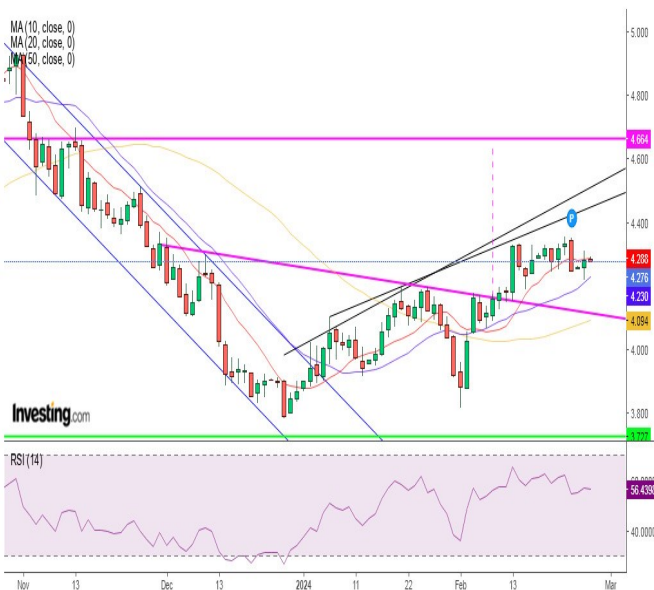 MA (10, close, 0)
MA (20, close, 0)
MA (50, close, 0)
5.000
4.800
4.664
4.600
4.400
P
4.288
4.276
4.230
4.094
4.000
3.800
3.727
Investing.com
RSI (14)
56.4393
40.0000
Nov
13
Dec
13
2024
11
22
Feb
13
Mar